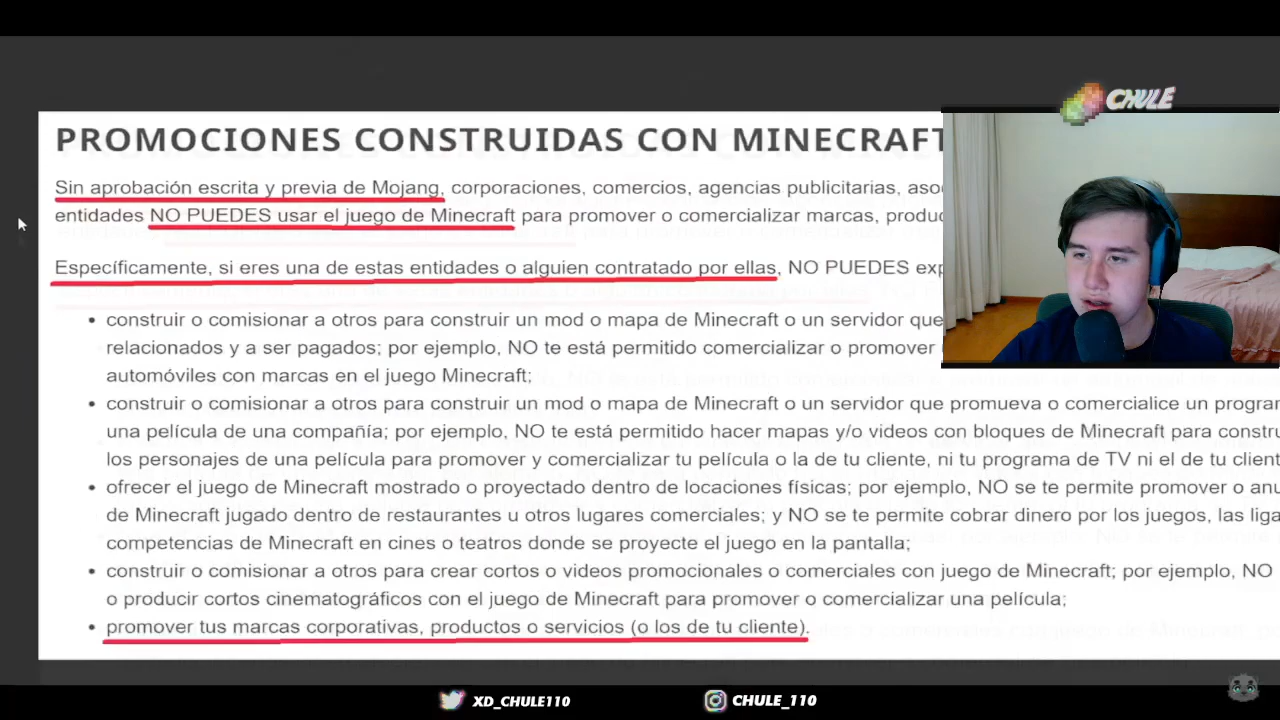 CHULE
PROMOCIONES CONSTRUIDAS CON MINECRAFT
Sin aprobación escrita y previa de Mojang, corporaciones, comercios, agencias publicitarias,
entidades NO PUEDES usar el juego de Minecraft para promover o comercializar marcas,
Específicamente, si eres una de estas entidades o alguien contratado por ellas, NO PUEDES
• construir o comisionar a otros para construir un mod o mapa de Minecraft o un servidor que
relacionados y a ser pagados; por ejemplo, NO te está permitido comercializar o promover
automóviles con marcas en el juego Minecraft;
• construir o comisionar a otros para construir un mod o mapa de Minecraft o un servidor que promueva o comercialice un
una película de una compañía; por ejemplo, NO te está permitido hacer mapas y/o videos con bloques de Minecraft para
los personajes de una película para promover y comercializar tu película o la de tu cliente, ni tu programa de TV ni el de tu
• ofrecer el juego de Minecraft mostrado o proyectado dentro de locaciones físicas; por ejemplo, NO se te permite promover o
de Minecraft jugado dentro de restaurantes u otros lugares comerciales; y NO se te permite cobrar dinero por los juegos, las
competencias de Minecraft en cines o teatros donde se proyecte el juego en la pantalla;
• construir o comisionar a otros para crear cortos o videos promocionales o comerciales con juego de Minecraft; por ejemplo, NO
o producir cortos cinematográficos con el juego de Minecraft para promover o comercializar una película;
• promover tus marcas corporativas, productos o servicios (o los de tu cliente).
XD_CHULE110
CHULE_110